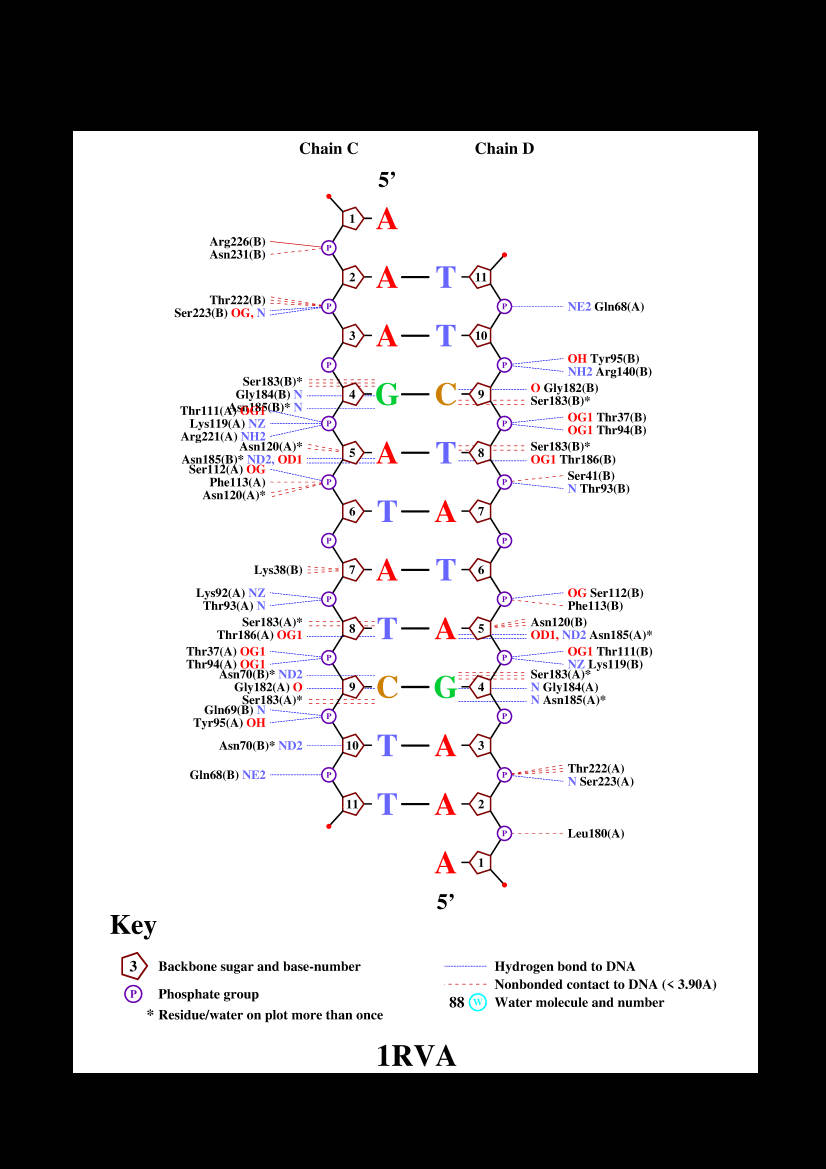 Chain C Chain D
5’
1 A
Arg226(B) P
Asn231(B)
2 A T 11
Thr222(B)
Ser223(B) OG, N P P NE2 Gln68(A)
3 A T 10
P P OH Tyr95(B)
NH2 Arg140(B)
Ser183(B)*
Gly184(B) N 4 G C 9 O Gly182(B)
Asn185(B)* N Ser183(B)*
Thr111(A) OG1 OG1 Thr37(B)
Lys119(A) NZ P P OG1 Thr94(B)
Arg221(A) NH2
Asn120(A)* Ser183(B)*
5 A T 8
Asn185(B)* ND2, OD1 OG1 Thr186(B)
Ser112(A) OG Ser41(B)
Phe113(A) P P N Thr93(B)
Asn120(A)*
6 T A 7
P P
Lys38(B) 7 A T 6
Lys92(A) NZ P P OG Ser112(B)
Thr93(A) N Phe113(B)
Ser183(A)* Asn120(B)
8 T A 5
Thr186(A) OG1 OD1, ND2 Asn185(A)*
Thr37(A) OG1 P P OG1 Thr111(B)
Thr94(A) OG1 NZ Lys119(B)
Asn70(B)* ND2 Ser183(A)*
Gly182(A) O 9 C G 4 N Gly184(A)
Ser183(A)* N Asn185(A)*
Gln69(B) N P P
Tyr95(A) OH
Asn70(B)* ND2 10 T A 3
Gln68(B) NE2 P P Thr222(A)
N Ser223(A)
11 T A 2
P Leu180(A)
A 1
5’
Key
3 Backbone sugar and base-number
P Phosphate group
* Residue/water on plot more than once
Hydrogen bond to DNA
Nonbonded contact to DNA (< 3.90A)
88 W Water molecule and number
1RVA